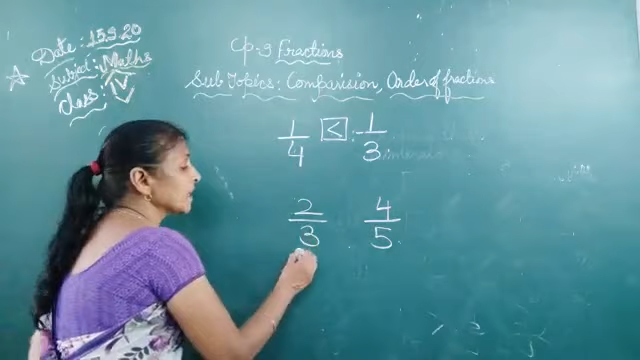 Date: 15.9.20
Subject: Maths
Class: IV
CP-9 Fractions
Sub Topics: Comparision, Order of fractions
1/4 < 1/3
2/3 4/5